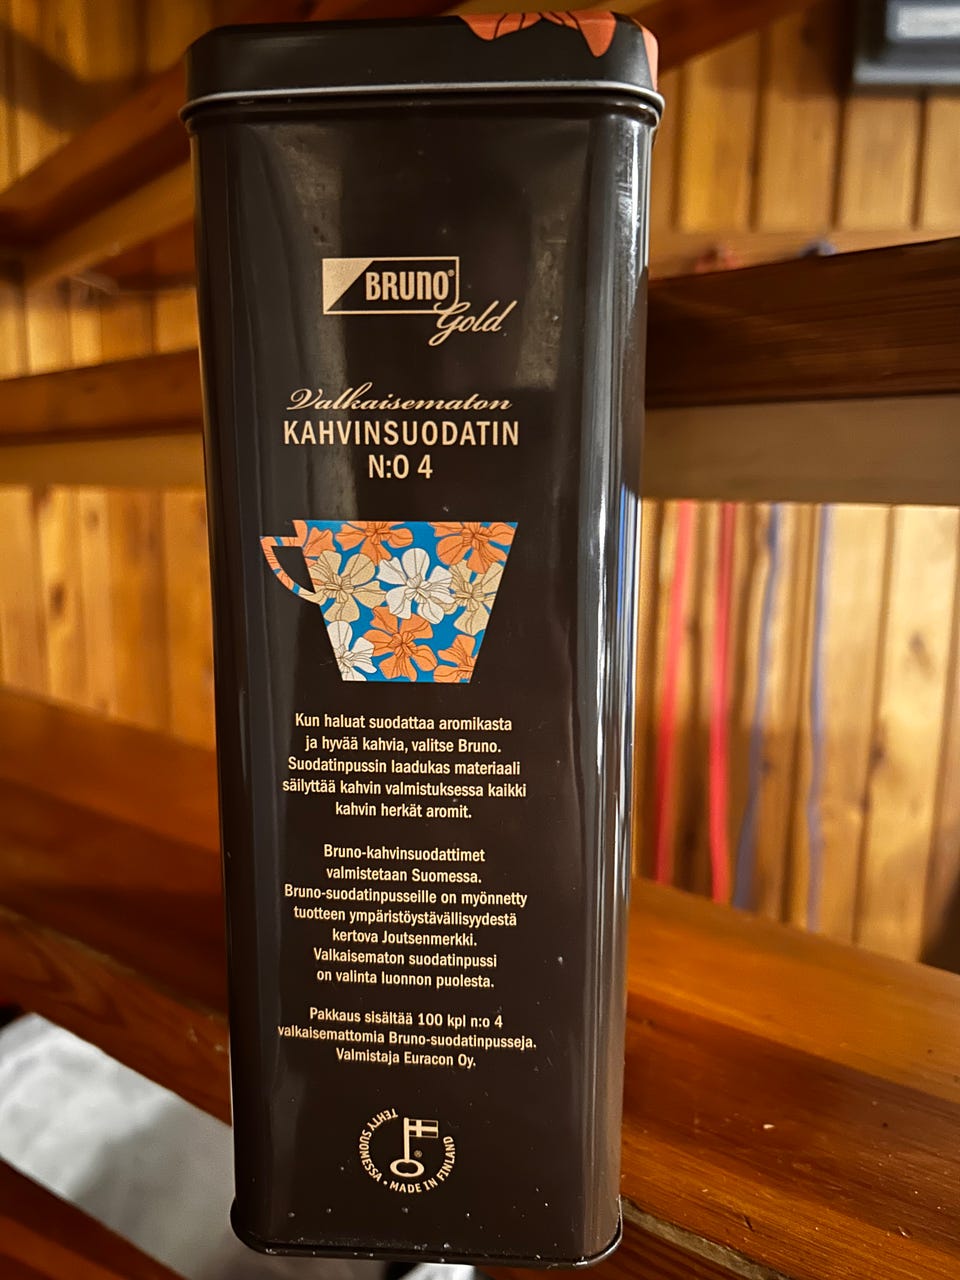 BRUNO®
Gold
Valkaisematon
KAHVINSUODATIN
N:O 4
Kun haluat suodattaa aromikasta
ja hyvää kahvia, valitse Bruno.
Suodatinpussin laadukas materiaali
säilyttää kahvin valmistuksessa kaikki
kahvin herkät aromit.
Bruno-kahvinsuodattimet
valmistetaan Suomessa.
Bruno-suodatinpusseille on myönnetty
tuotteen ympäristöystävällisyydestä
kertova Joutsenmerkki.
Valkaisematon suodatinpussi
on valinta luonnon puolesta.
Pakkaus sisältää 100 kpl n:o 4
valkaisemattomia Bruno-suodatinpusseja.
Valmistaja Euracon Oy.
TEHTY SUOMESSA • MADE IN FINLAND
®